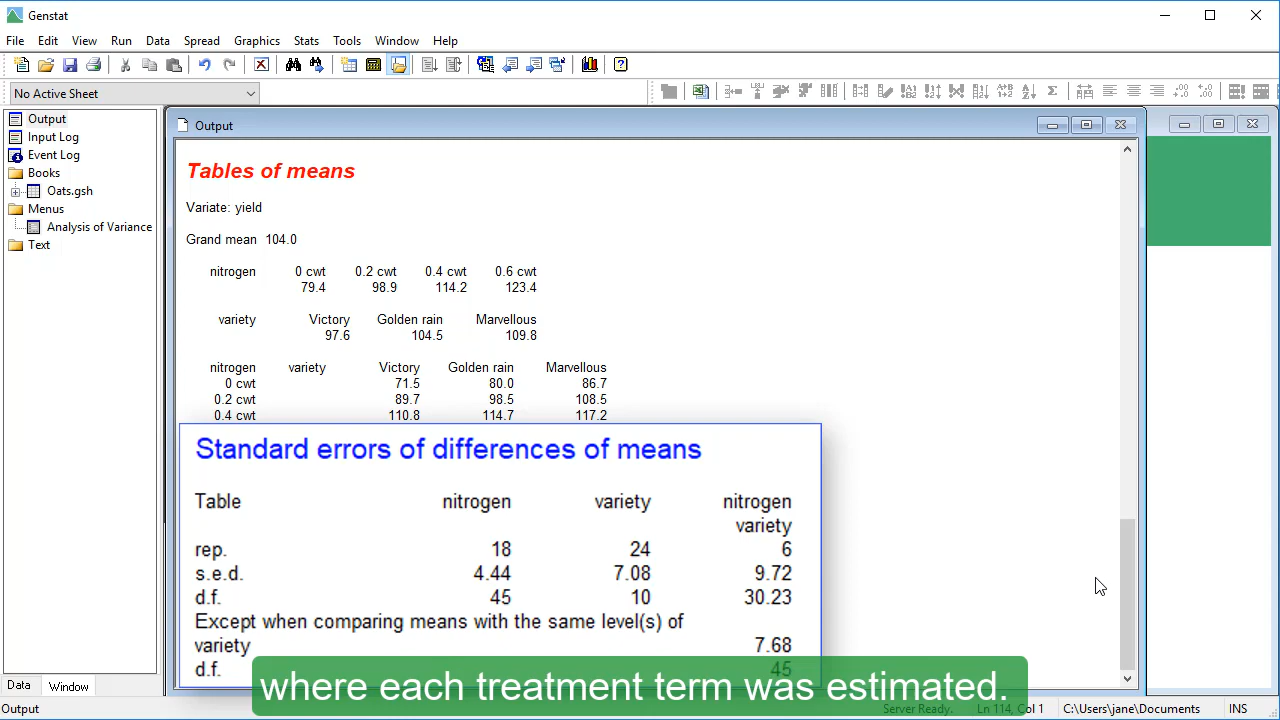 Genstat
File Edit View Run Data Spread Graphics Stats Tools Window Help
No Active Sheet
Output
Input Log
Event Log
Books
Oats.gsh
Menus
Analysis of Variance
Text
Output
Tables of means
Variate: yield
Grand mean 104.0
nitrogen 0 cwt 0.2 cwt 0.4 cwt 0.6 cwt
79.4 98.9 114.2 123.4
variety Victory Golden rain Marvellous
97.6 104.5 109.8
nitrogen variety Victory Golden rain Marvellous
0 cwt 71.5 80.0 86.7
0.2 cwt 89.7 98.5 108.5
0.4 cwt 110.8 114.7 117.2
Standard errors of differences of means
Table nitrogen variety nitrogen
variety
rep. 18 24 6
s.e.d. 4.44 7.08 9.72
d.f. 45 10 30.23
Except when comparing means with the same level(s) of
variety 7.68
d.f. 45
where each treatment term was estimated.
Data Window
Output Server Ready. Ln 114, Col 1 C:\Users\jane\Documents INS